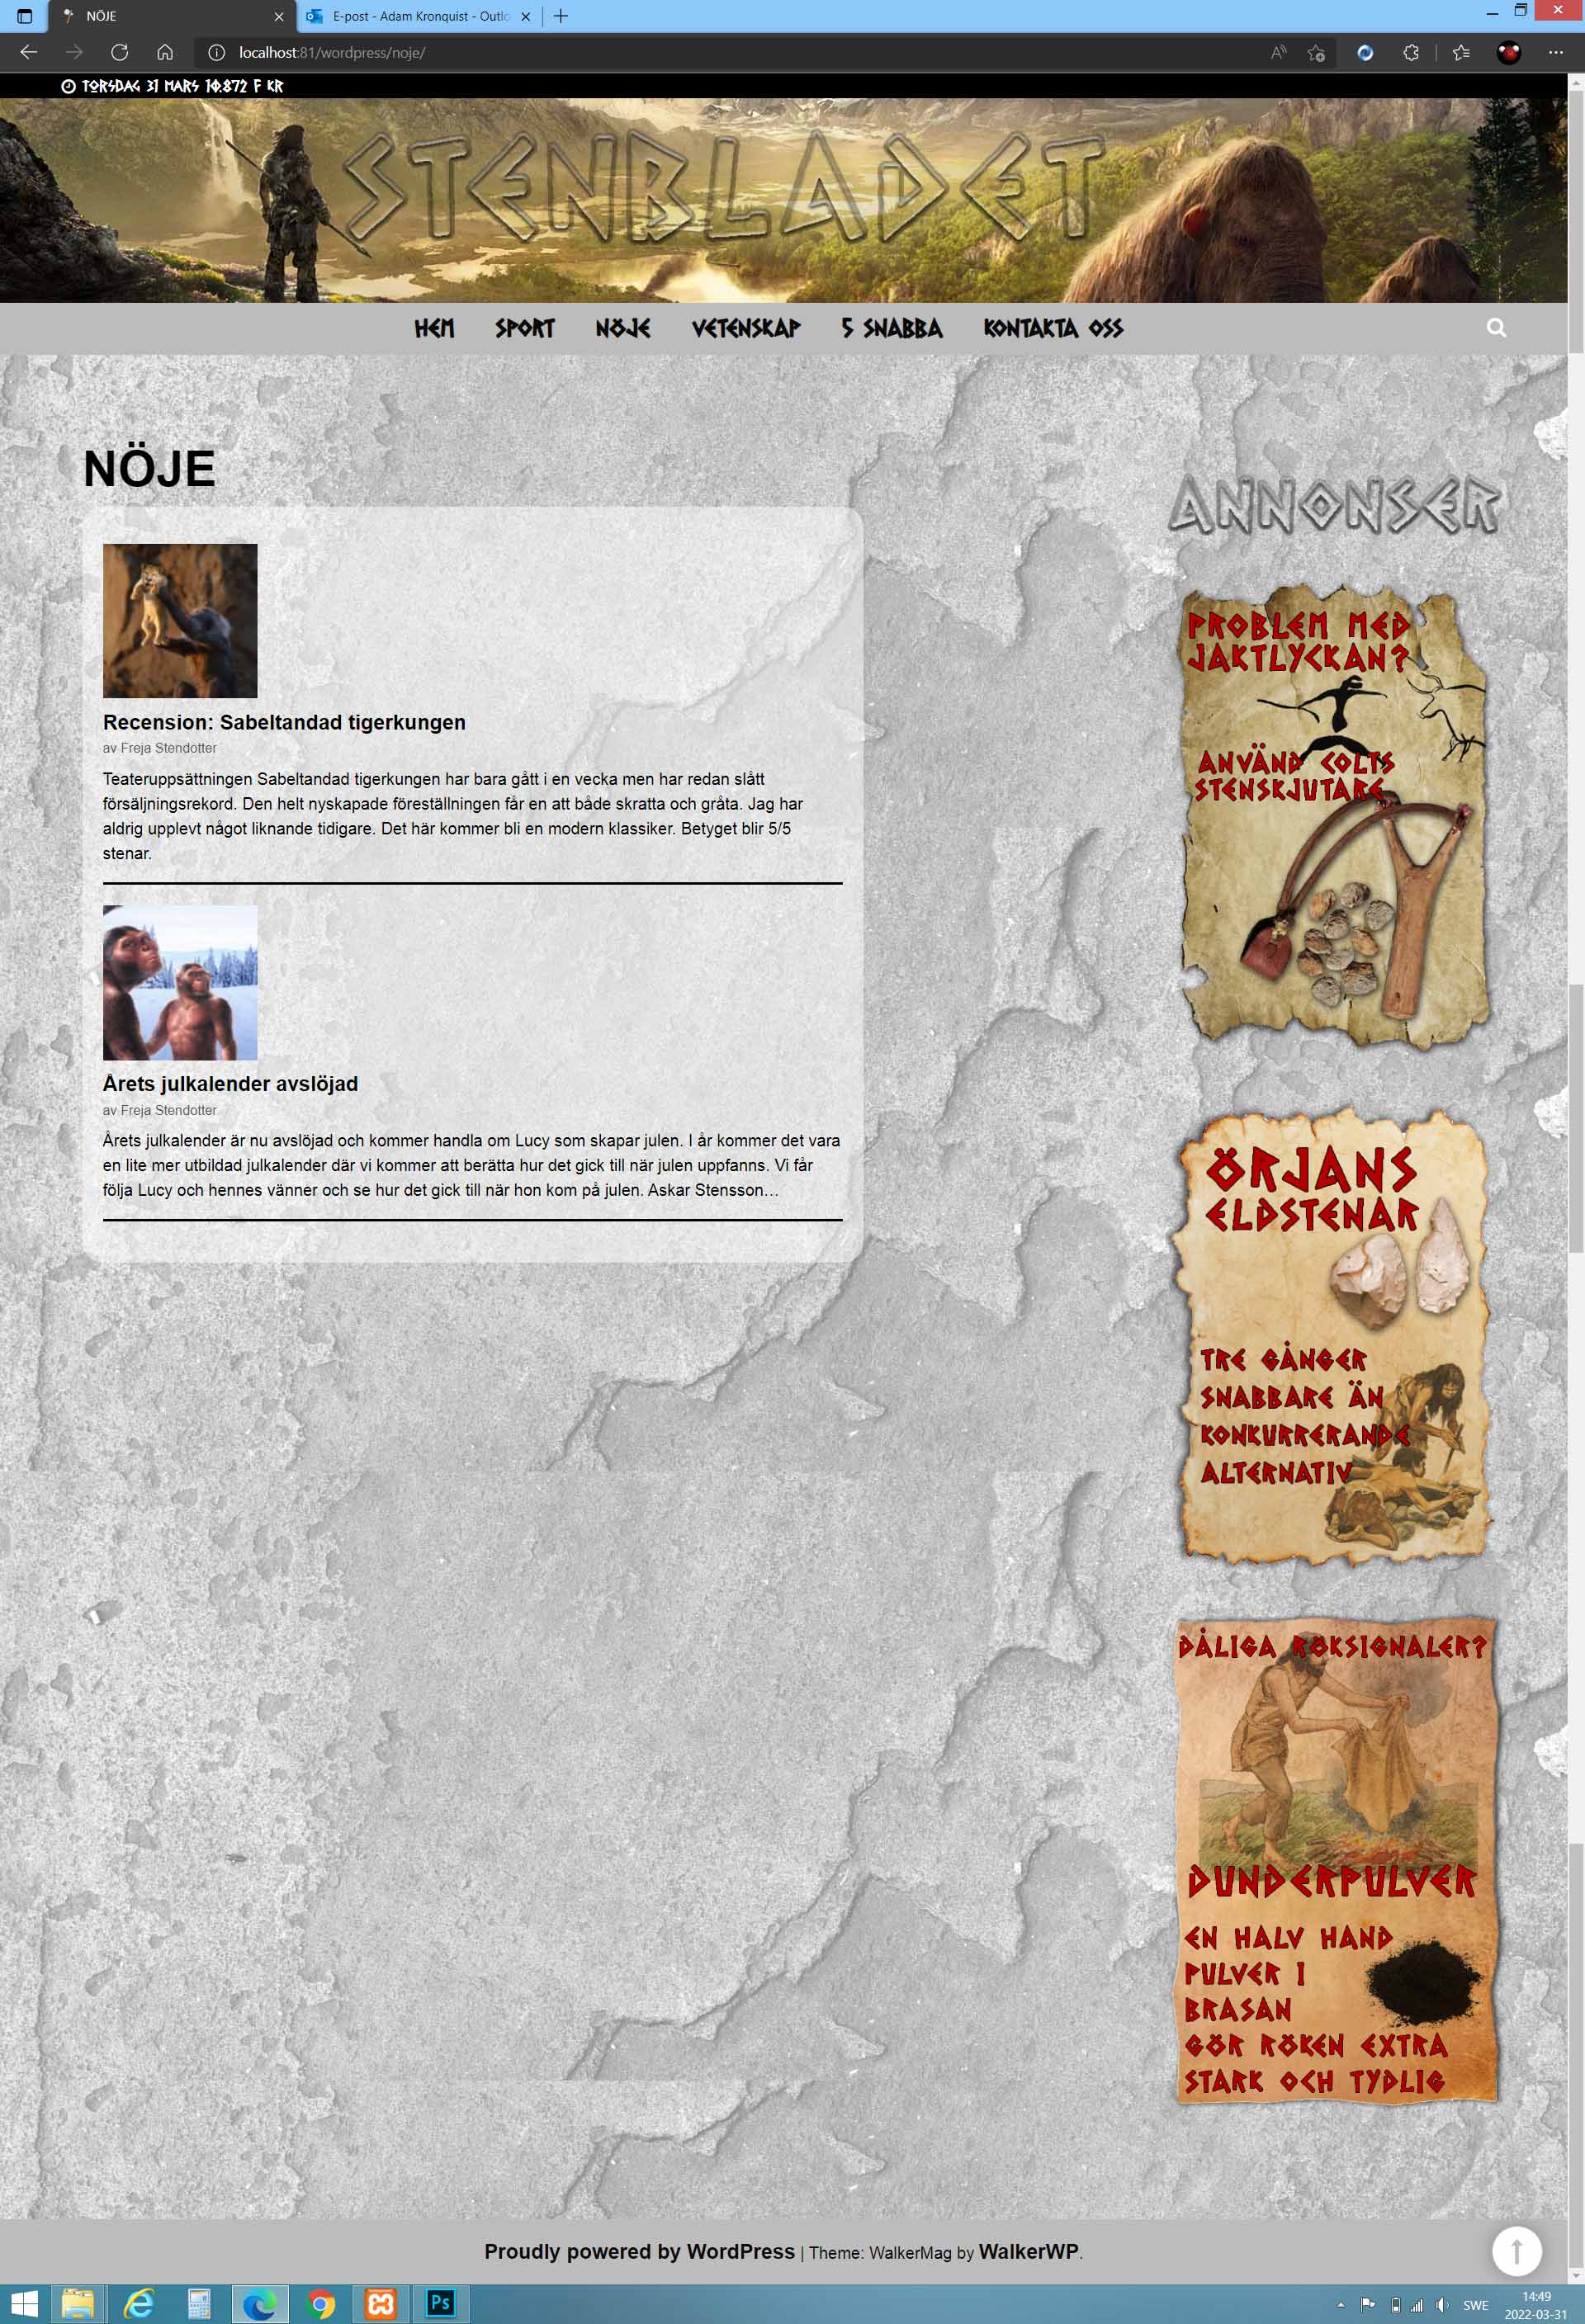 NÖJE
E-post - Adam Kronquist - Outlo
localhost:81/wordpress/noje/
TORSDAG 31 MARS 10.872 F KR
STENBLADET
HEM SPORT NÖJE VETENSKAP 5 SNABBA KONTAKTA OSS
NÖJE
Recension: Sabeltandad tigerkungen
av Freja Stendotter
Teateruppsättningen Sabeltandad tigerkungen har bara gått i en vecka men har redan slått
försäljningsrekord. Den helt nyskapade föreställningen får en att både skratta och gråta. Jag har
aldrig upplevt något liknande tidigare. Det här kommer bli en modern klassiker. Betyget blir 5/5
stenar.
Årets julkalender avslöjad
av Freja Stendotter
Årets julkalender är nu avslöjad och kommer handla om Lucy som skapar julen. I år kommer det vara
en lite mer utbildad julkalender där vi kommer att berätta hur det gick till när julen uppfanns. Vi får
följa Lucy och hennes vänner och se hur det gick till när hon kom på julen. Askar Stensson…
ANNONSER
PROBLEM MED
JAKTLYCKAN?
ANVÄND COLTS
STENSKJUTARE
ÖRJANS
ELDSTENAR
TRE GÅNGER
SNABBARE ÄN
KONKURRERANDE
ALTERNATIV
DÅLIGA RÖKSIGNALER?
DUNDERPULVER
EN HALV HAND
PULVER I
BRASAN
GÖR RÖKEN EXTRA
STARK OCH TYDLIG
Proudly powered by WordPress | Theme: WalkerMag by WalkerWP.
Ps
SWE
14:49
2022-03-31